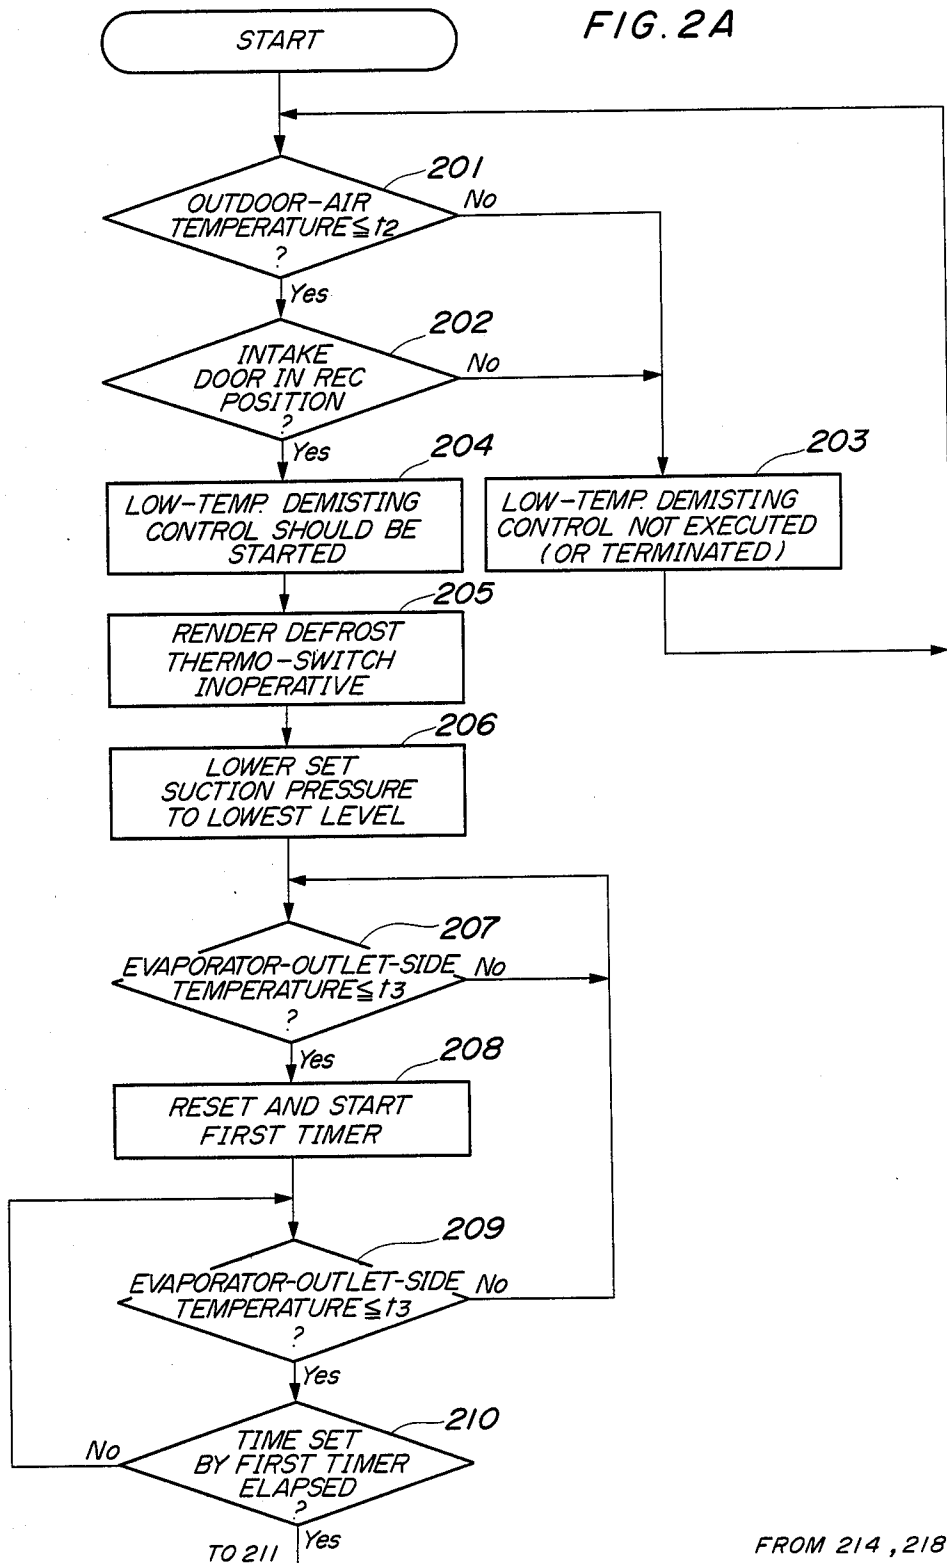 FIG. 2A
START
201
OUTDOOR-AIR
TEMPERATURE ≦ t2
?
No
Yes
202
INTAKE
DOOR IN REC
POSITION
?
No
Yes
204
LOW-TEMP. DEMISTING
CONTROL SHOULD BE
STARTED
203
LOW-TEMP. DEMISTING
CONTROL NOT EXECUTED
(OR TERMINATED)
205
RENDER DEFROST
THERMO-SWITCH
INOPERATIVE
206
LOWER SET
SUCTION PRESSURE
TO LOWEST LEVEL
207
EVAPORATOR-OUTLET-SIDE
TEMPERATURE ≦ t3
?
No
Yes
208
RESET AND START
FIRST TIMER
209
EVAPORATOR-OUTLET-SIDE
TEMPERATURE ≦ t3
?
No
Yes
210
TIME SET
BY FIRST TIMER
ELAPSED
?
No
Yes
TO 211
FROM 214, 218